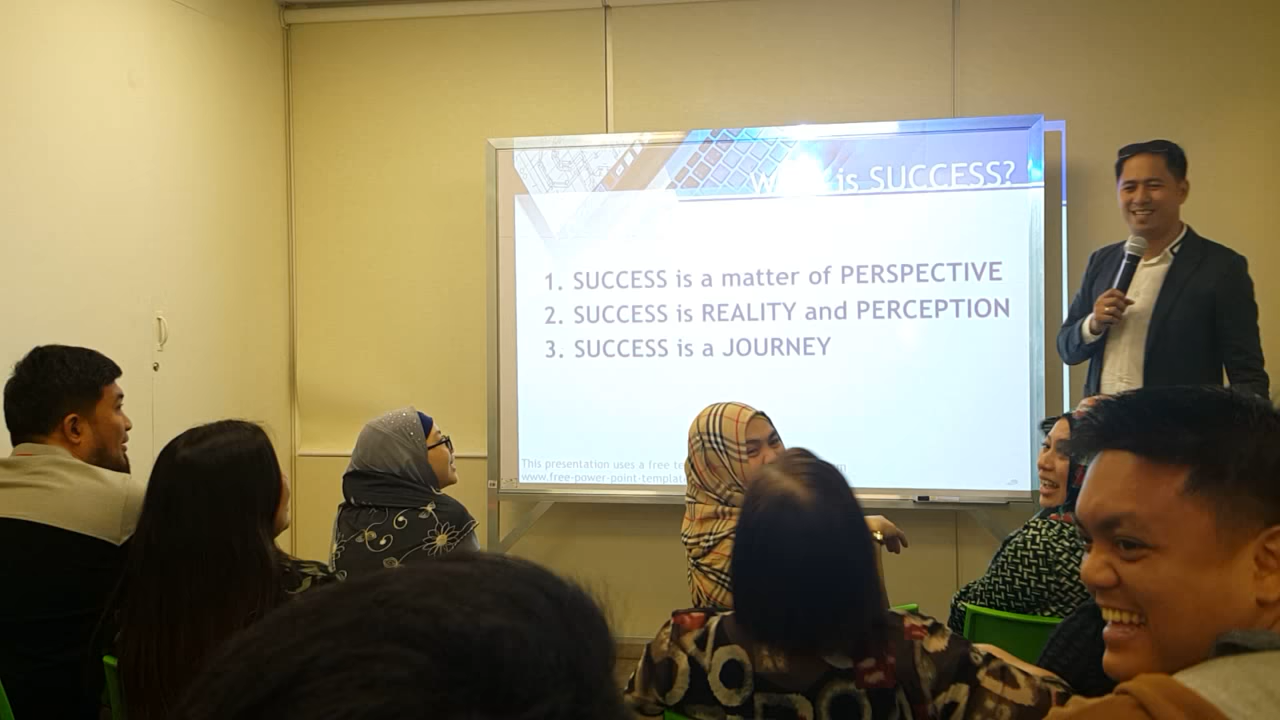 is SUCCESS?
1. SUCCESS is a matter of PERSPECTIVE
2. SUCCESS is REALITY and PERCEPTION
3. SUCCESS is a JOURNEY
This presentation uses a free
www.free-power-point-templat